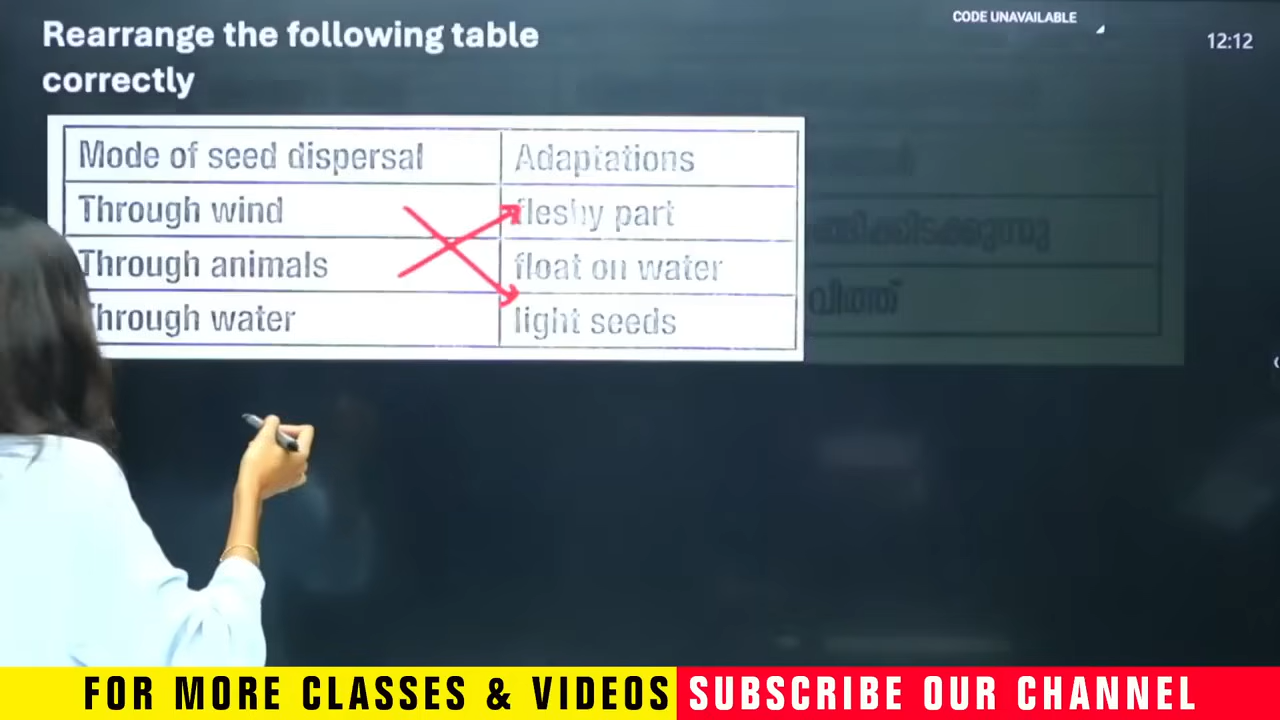 Rearrange the following table
correctly
CODE UNAVAILABLE
12:12
Mode of seed dispersal Adaptations
Through wind fleshy part
Through animals float on water
Through water light seeds
വിത്ത്
FOR MORE CLASSES & VIDEOS SUBSCRIBE OUR CHANNEL